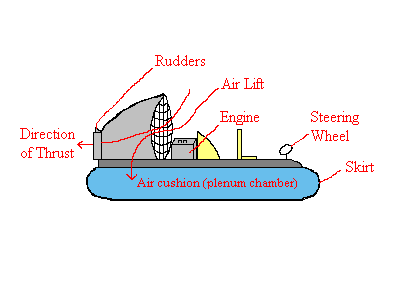 Rudders
Air Lift
Engine
Steering
Wheel
Direction
of Thrust
Skirt
Air cushion (plenum chamber)